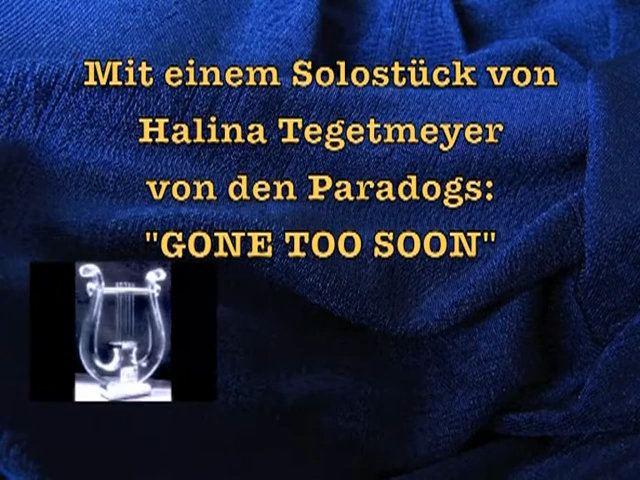 Mit einem Solostück von
Halina Tegetmeyer
von den Paradogs:
"GONE TOO SOON"